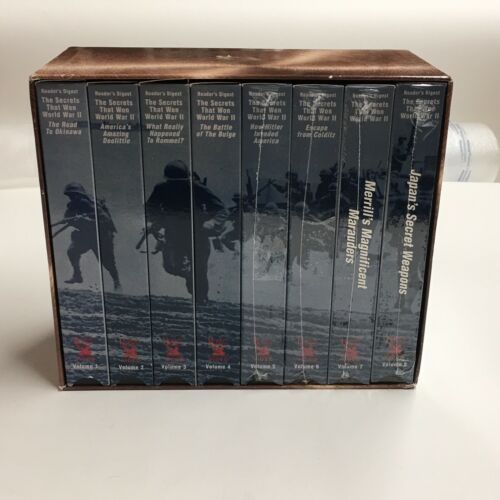 Reader's Digest
The Secrets
That Won
World War II
The Road
To Okinawa
Volume 1
Reader's Digest
The Secrets
That Won
World War II
America's
Amazing
Doolittle
Volume 2
Reader's Digest
The Secrets
That Won
World War II
What Really
Happened
To Rommel?
Volume 3
Reader's Digest
The Secrets
That Won
World War II
The Battle
of The Bulge
Volume 4
Reader's Digest
The Secrets
That Won
World War II
How Hitler
Invaded
America
Volume 5
Reader's Digest
The Secrets
That Won
World War II
Escape
from Colditz
Volume 6
Reader's Digest
The Secrets
That Won
World War II
Merrill's Magnificent
Marauders
Volume 7
Reader's Digest
The Secrets
That Won
World War II
Japan's Secret Weapons
Volume 8